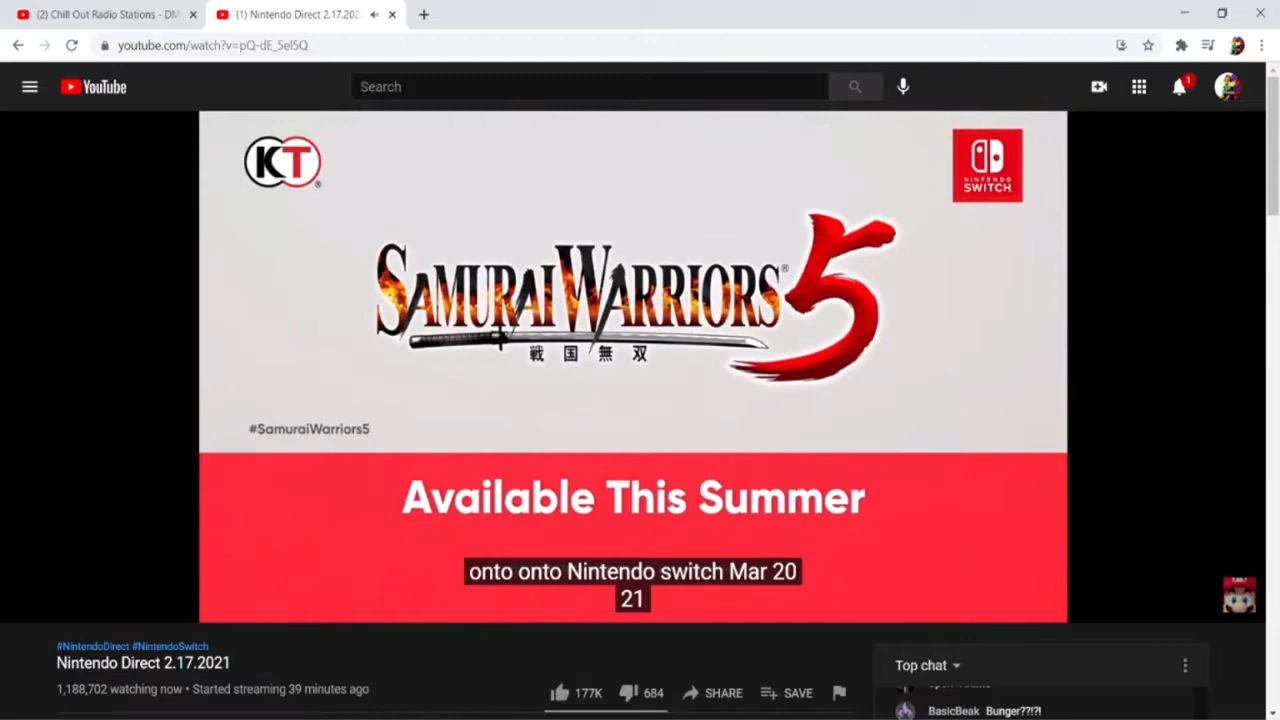 (2) Chill Out Radio Stations - DM
(1) Nintendo Direct 2.17.202
youtube.com/watch?v=pQ-dE_5el5Q
YouTube
Search
1
KT
NINTENDO
SWITCH
SAMURAI WARRIORS® 5
戦国無双
#SamuraiWarriors5
Available This Summer
onto onto Nintendo switch Mar 20
21
#NintendoDirect #NintendoSwitch
Nintendo Direct 2.17.2021
1,188,702 watching now • Started streaming 39 minutes ago
177K
684
SHARE
SAVE
Top chat
BasicBeak Bunger??!?!